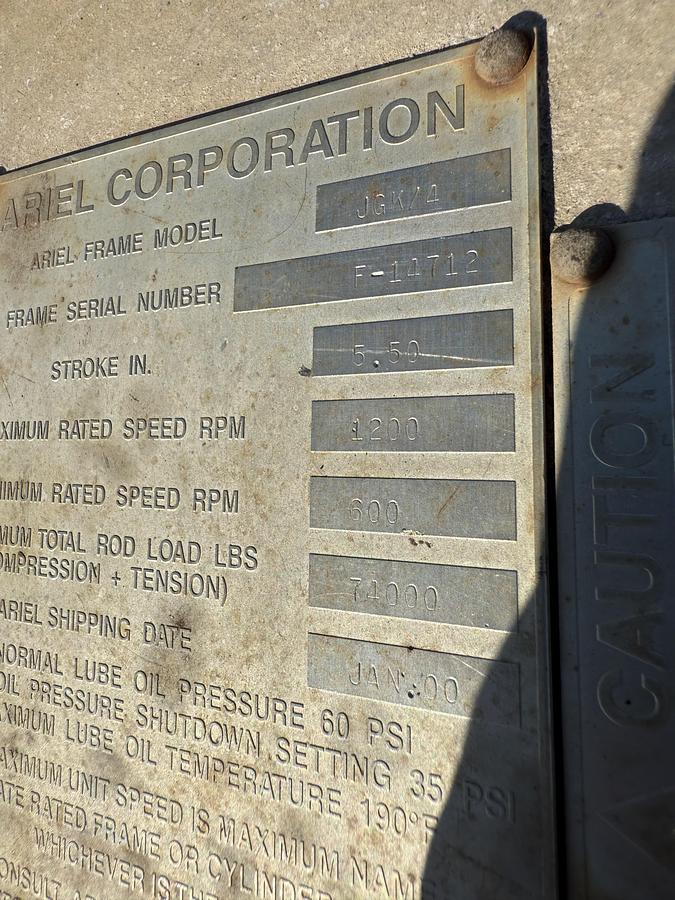 ARIEL CORPORATION
ARIEL FRAME MODEL JGK/4
FRAME SERIAL NUMBER F-14712
STROKE IN. 5.50
XIMUM RATED SPEED RPM 1200
NIMUM RATED SPEED RPM 600
MUM TOTAL ROD LOAD LBS
OMPRESSION + TENSION) 74000
ARIEL SHIPPING DATE JAN 00
NORMAL LUBE OIL PRESSURE 60 PSI
OIL PRESSURE SHUTDOWN SETTING 35 PSI
AXIMUM LUBE OIL TEMPERATURE 190°F
AXIMUM UNIT SPEED IS MAXIMUM NAME
ATE RATED FRAME OR CYLINDER
WHICHEVER IS THE
ONSULT
CAUTION